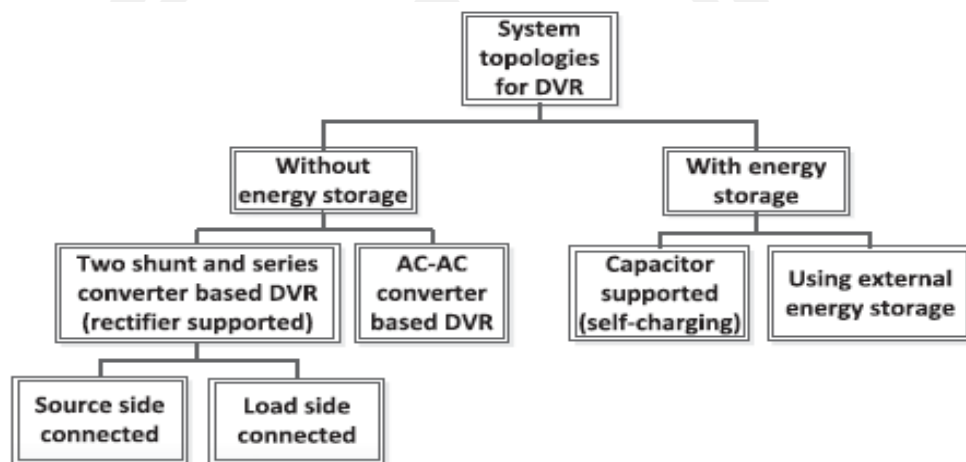 System
topologies
for DVR
Without
energy storage
With energy
storage
Two shunt and series
converter based DVR
(rectifier supported)
AC-AC
converter
based DVR
Capacitor
supported
(self-charging)
Using external
energy storage
Source side
connected
Load side
connected